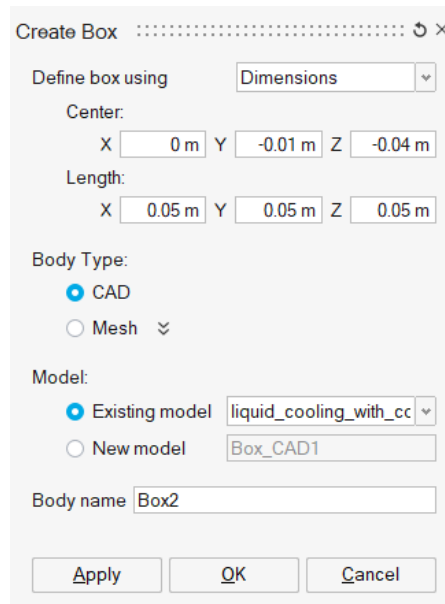 Create Box
Define box using Dimensions
Center:
X 0 m Y -0.01 m Z -0.04 m
Length:
X 0.05 m Y 0.05 m Z 0.05 m
Body Type:
CAD
Mesh
Model:
Existing model liquid_cooling_with_cc
New model Box_CAD1
Body name Box2
Apply OK Cancel